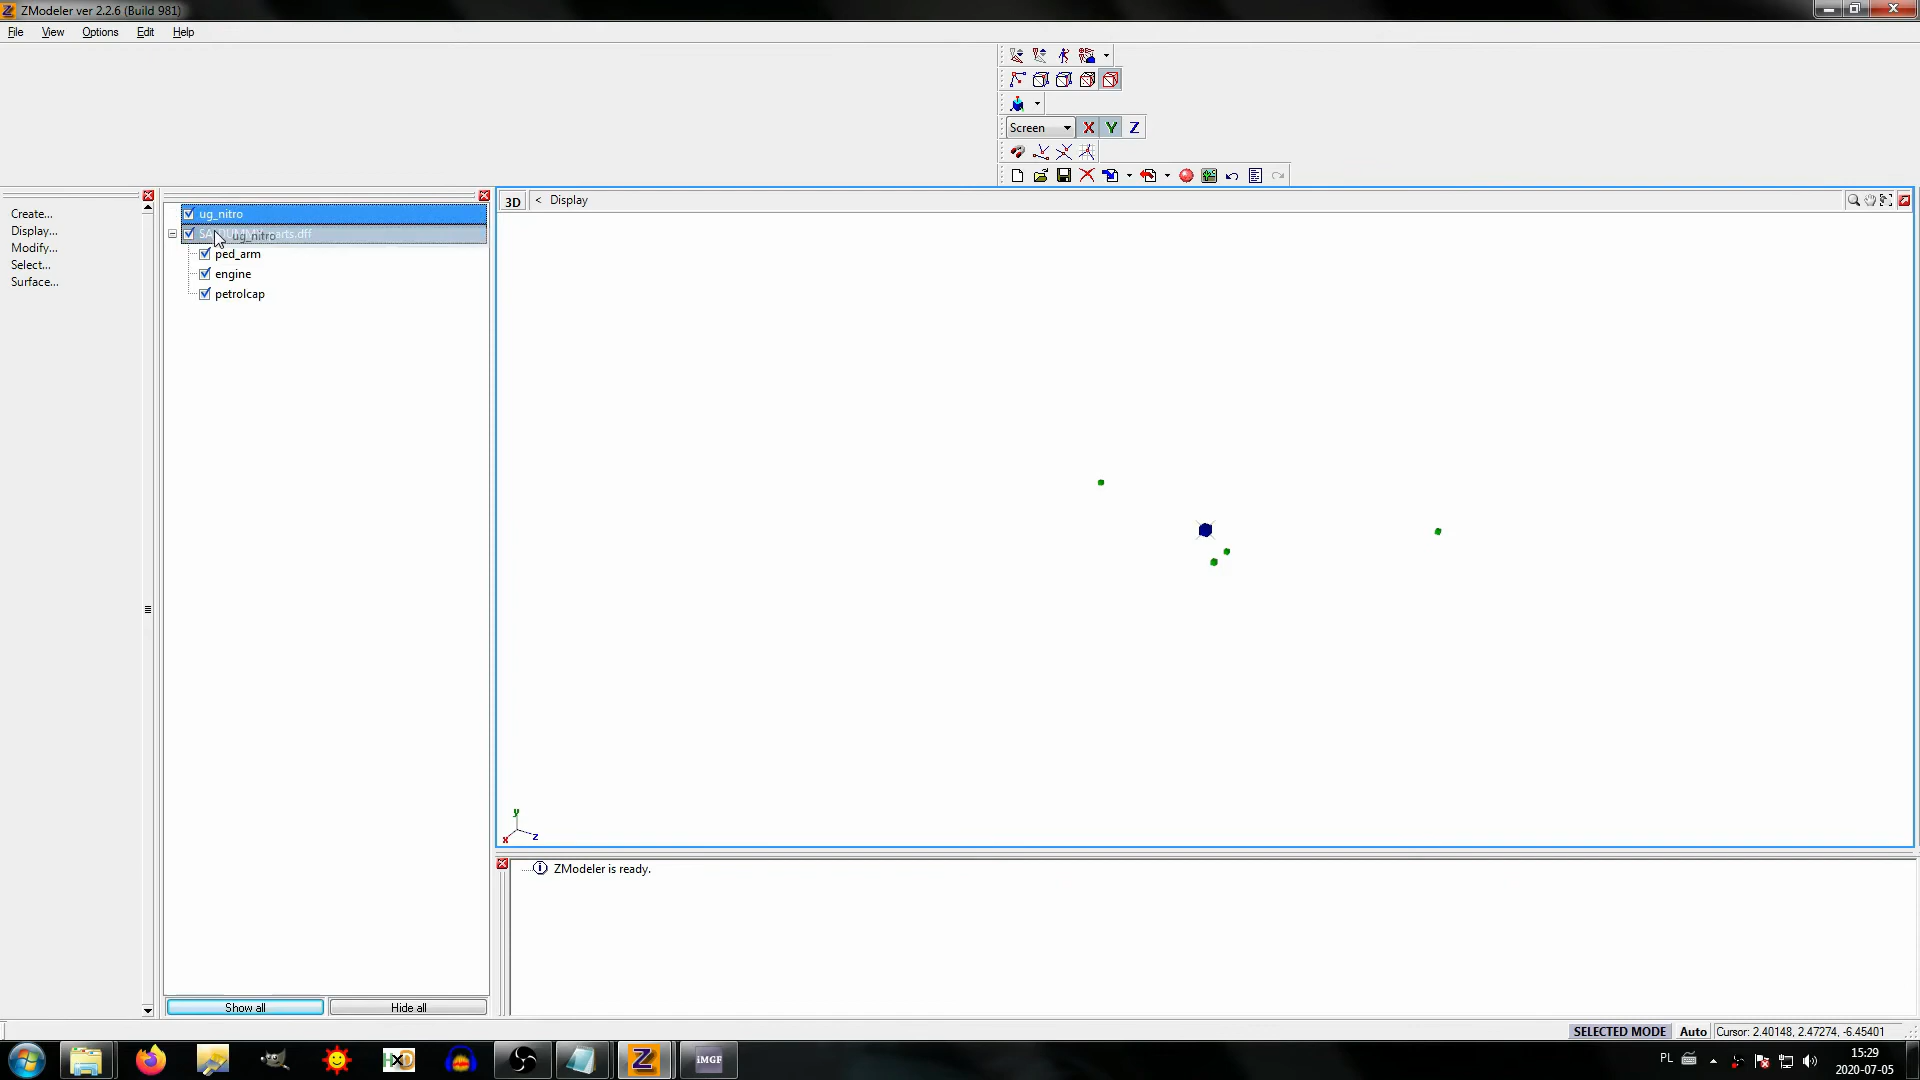 ZModeler ver 2.2.6 (Build 981)
File View Options Edit Help
Screen X Y Z
Create...
Display...
Modify...
Select...
Surface...
ug_nitro
ug_nitro
ped_arm
engine
petrolcap
Show all Hide all
3D < Display
y
x z
ZModeler is ready.
SELECTED MODE Auto Cursor: 2.40148, 2.47274, -6.45401
HXD Z iMGF
PL
15:29
2020-07-05